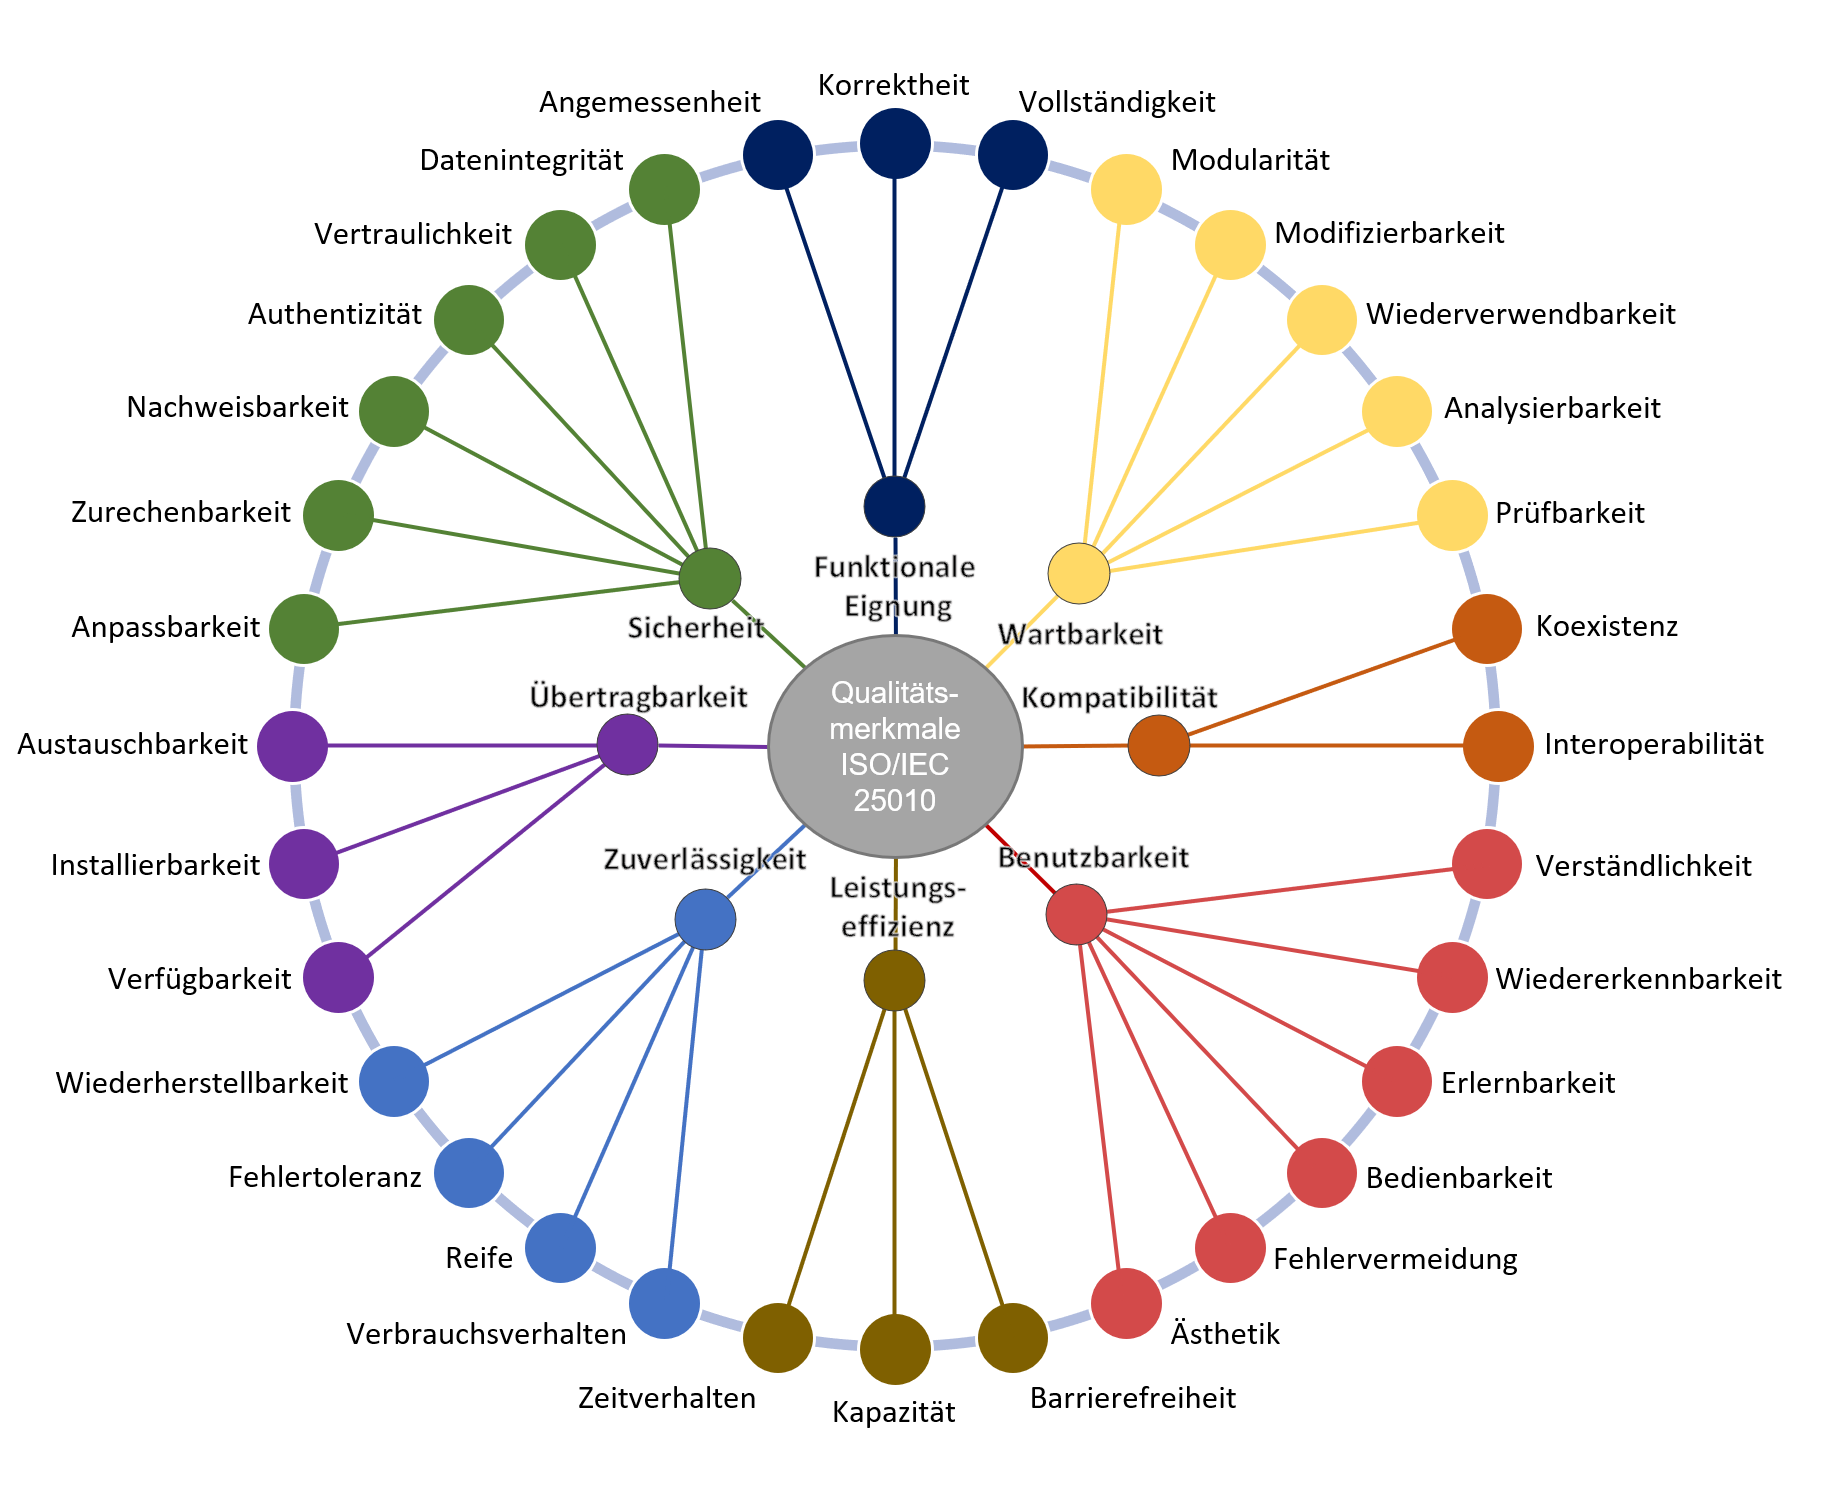 Korrektheit
Angemessenheit
Vollständigkeit
Datenintegrität
Modularität
Vertraulichkeit
Modifizierbarkeit
Authentizität
Wiederverwendbarkeit
Nachweisbarkeit
Analysierbarkeit
Zurechenbarkeit
Prüfbarkeit
Funktionale
Eignung
Anpassbarkeit
Sicherheit
Wartbarkeit
Koexistenz
Übertragbarkeit
Qualitäts-
merkmale
ISO/IEC
25010
Kompatibilität
Austauschbarkeit
Interoperabilität
Installierbarkeit
Zuverlässigkeit
Leistungs-
effizienz
Benutzbarkeit
Verständlichkeit
Verfügbarkeit
Wiedererkennbarkeit
Wiederherstellbarkeit
Erlernbarkeit
Fehlertoleranz
Bedienbarkeit
Reife
Fehlervermeidung
Verbrauchsverhalten
Ästhetik
Zeitverhalten
Kapazität
Barrierefreiheit